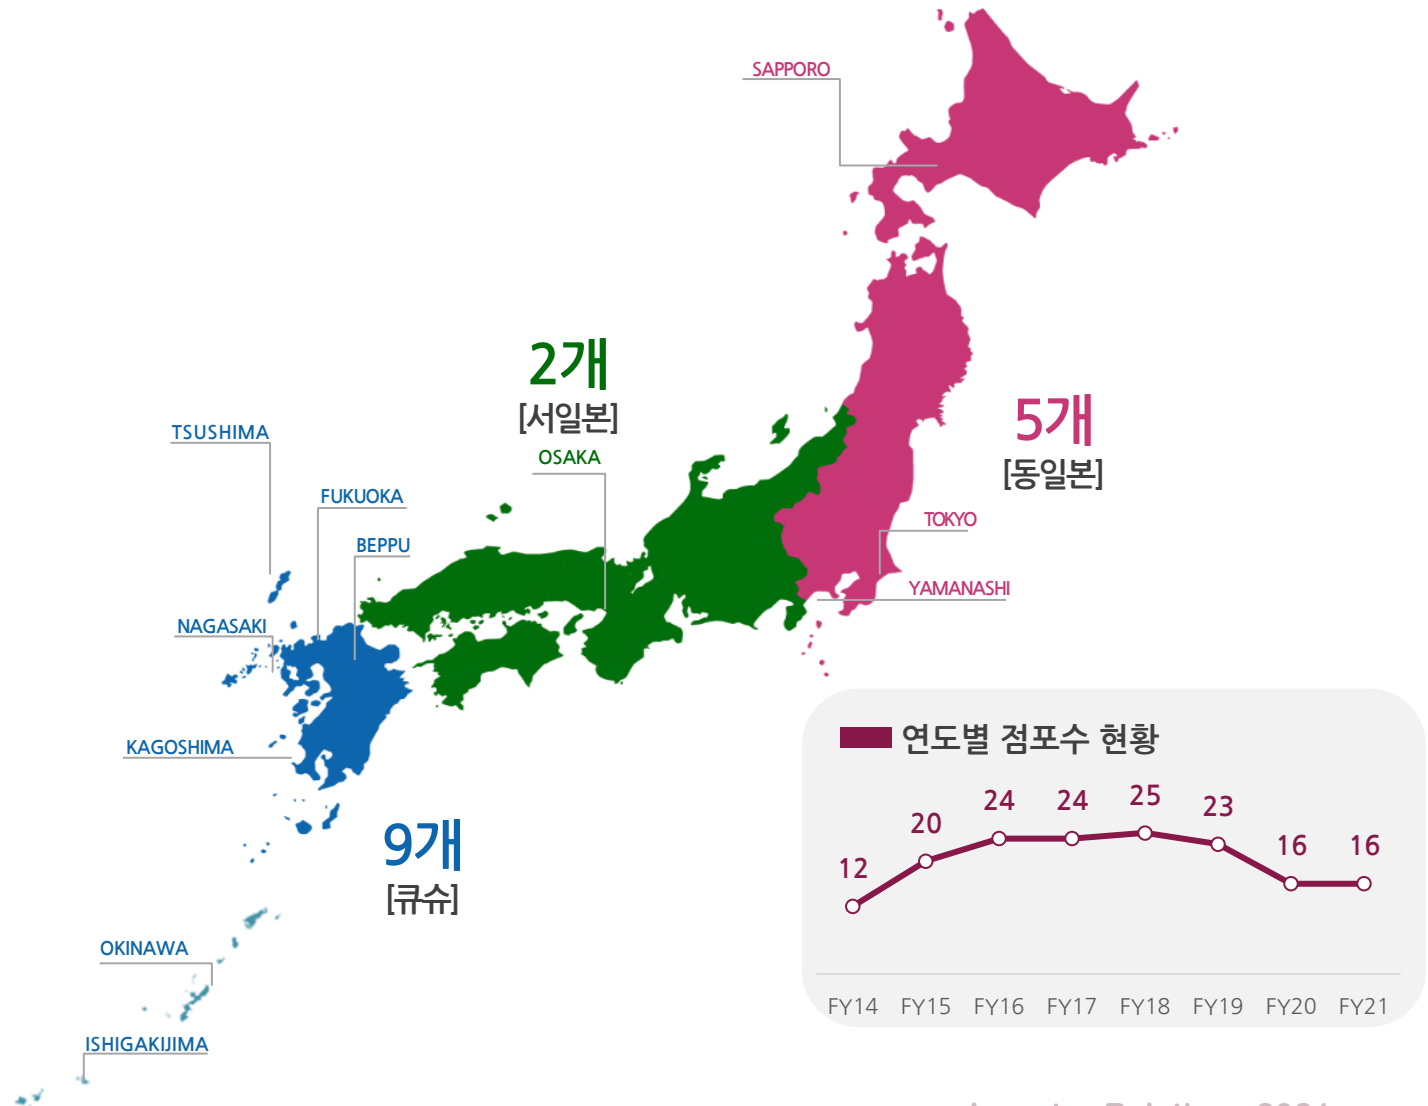 SAPPORO
2개
[서일본]
OSAKA
5개
[동일본]
TSUSHIMA
FUKUOKA
BEPPU
TOKYO
YAMANASHI
NAGASAKI
KAGOSHIMA
9개
[큐슈]
OKINAWA
ISHIGAKIJIMA
연도별 점포수 현황
12 20 24 24 25 23 16 16
FY14 FY15 FY16 FY17 FY18 FY19 FY20 FY21